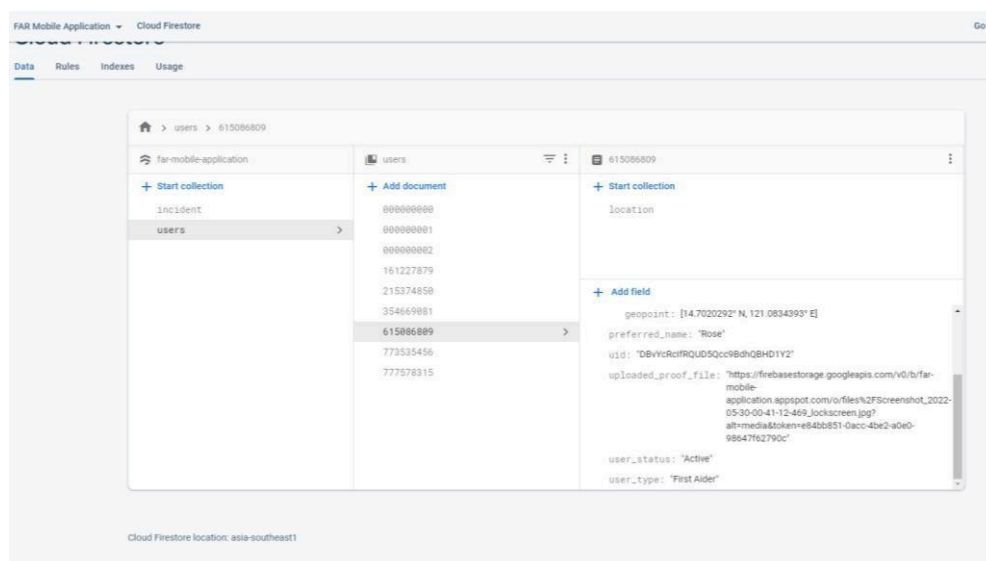 FAR Mobile Application Cloud Firestore Go
Cloud Firestore
Data Rules Indexes Usage
> users > 615086809
far-mobile-application
+ Start collection
incident
users >
users
+ Add document
000000000
000000001
000000002
161227879
215374850
354669081
615086809 >
773535456
777578315
615086809
+ Start collection
location
+ Add field
geopoint: [14.7020292° N, 121.0834393° E]
preferred_name: "Rose"
uid: "DBvYcRcIfRQUD5Qcc9BdhQBHD1Y2"
uploaded_proof_file: "https://firebasestorage.googleapis.com/v0/b/far-
mobile-
application.appspot.com/o/files%2FScreenshot_2022-
05-30-00-41-12-469_lockscreen.jpg?
alt=media&token=e84bb851-0acc-4be2-a0e0-
98647f62790c"
user_status: "Active"
user_type: "First Aider"
Cloud Firestore location: asia-southeast1